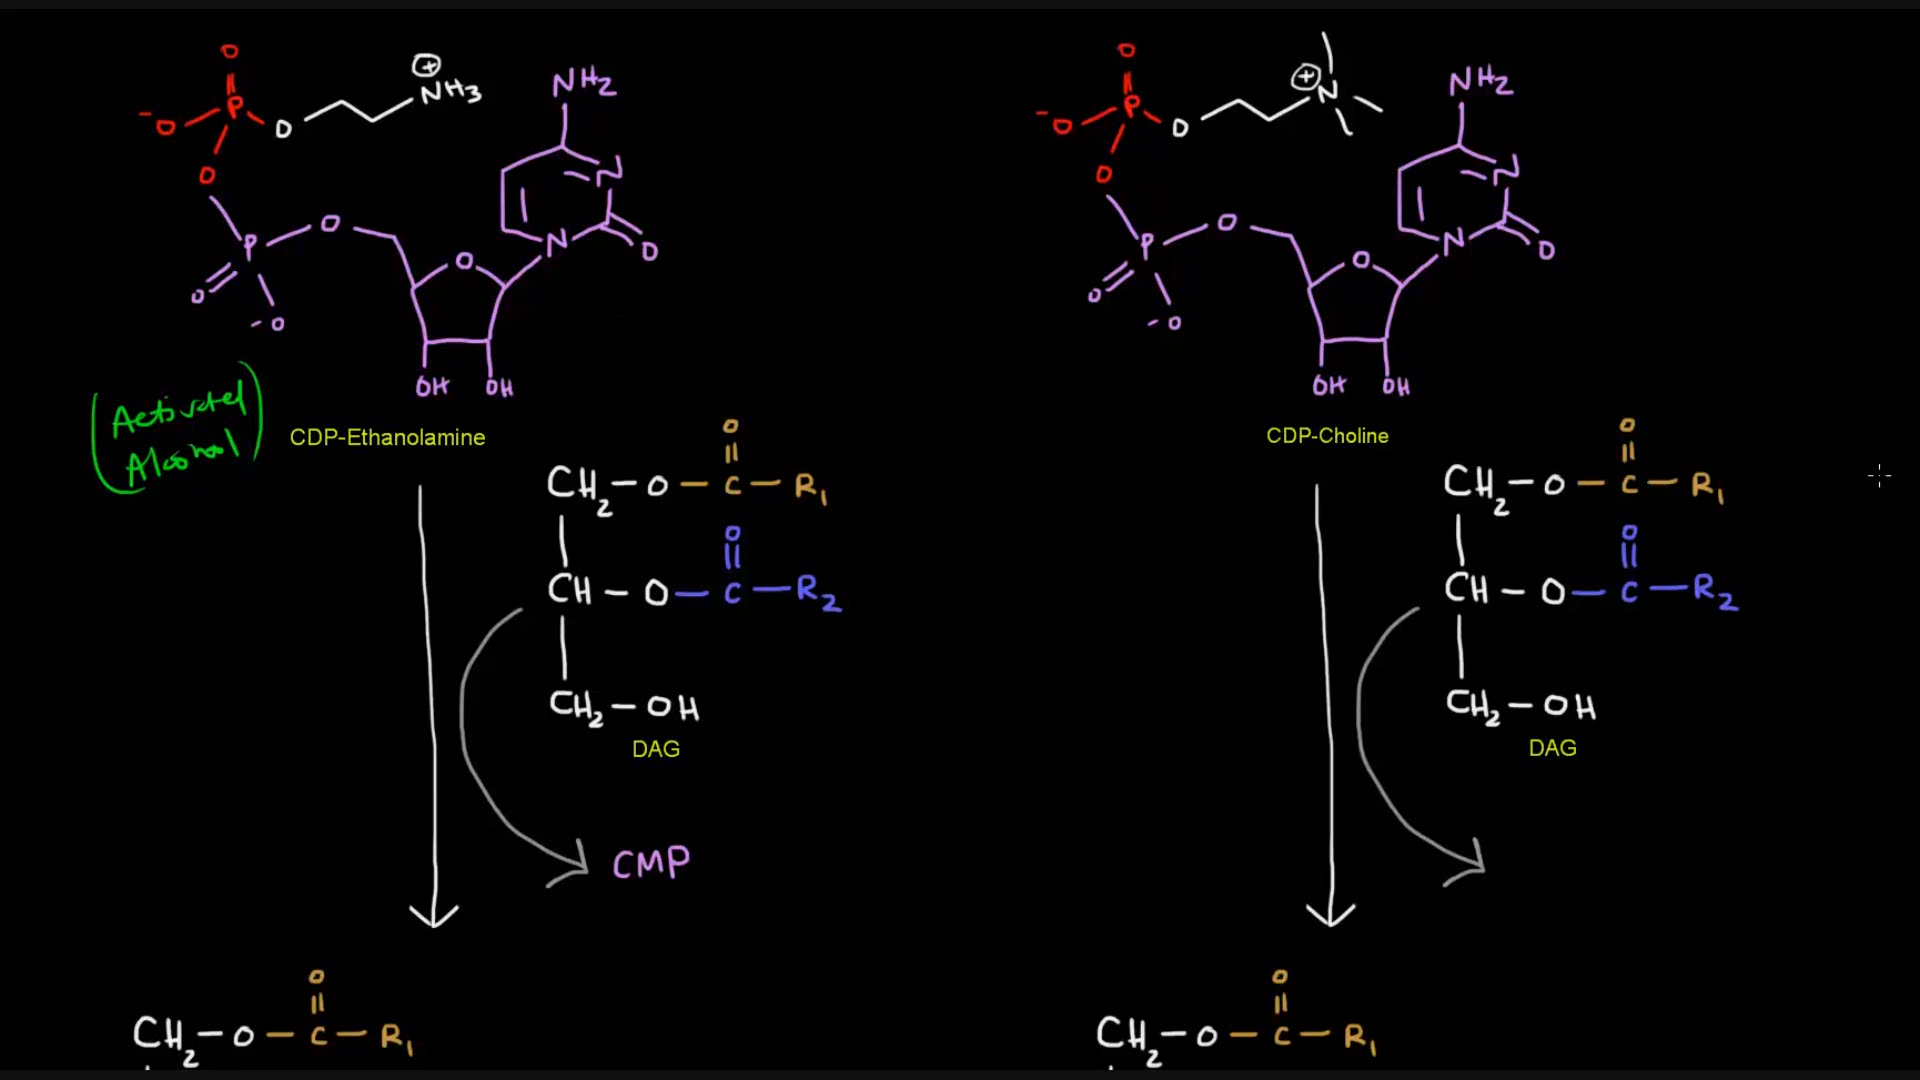 O
⊕
NH3
NH2
-O
P
O
O
N
O
P
O
N
O
O
-O
OH
OH
(Activated
Alcohol)
CDP-Ethanolamine
O
CH2-O-C-R1
O
CH-O-C-R2
CH2-OH
DAG
CMP
O
CH2-O-C-R1
O
⊕
N
NH2
-O
P
O
O
N
O
P
O
N
O
O
-O
OH
OH
CDP-Choline
O
CH2-O-C-R1
O
CH-O-C-R2
CH2-OH
DAG
O
CH2-O-C-R1